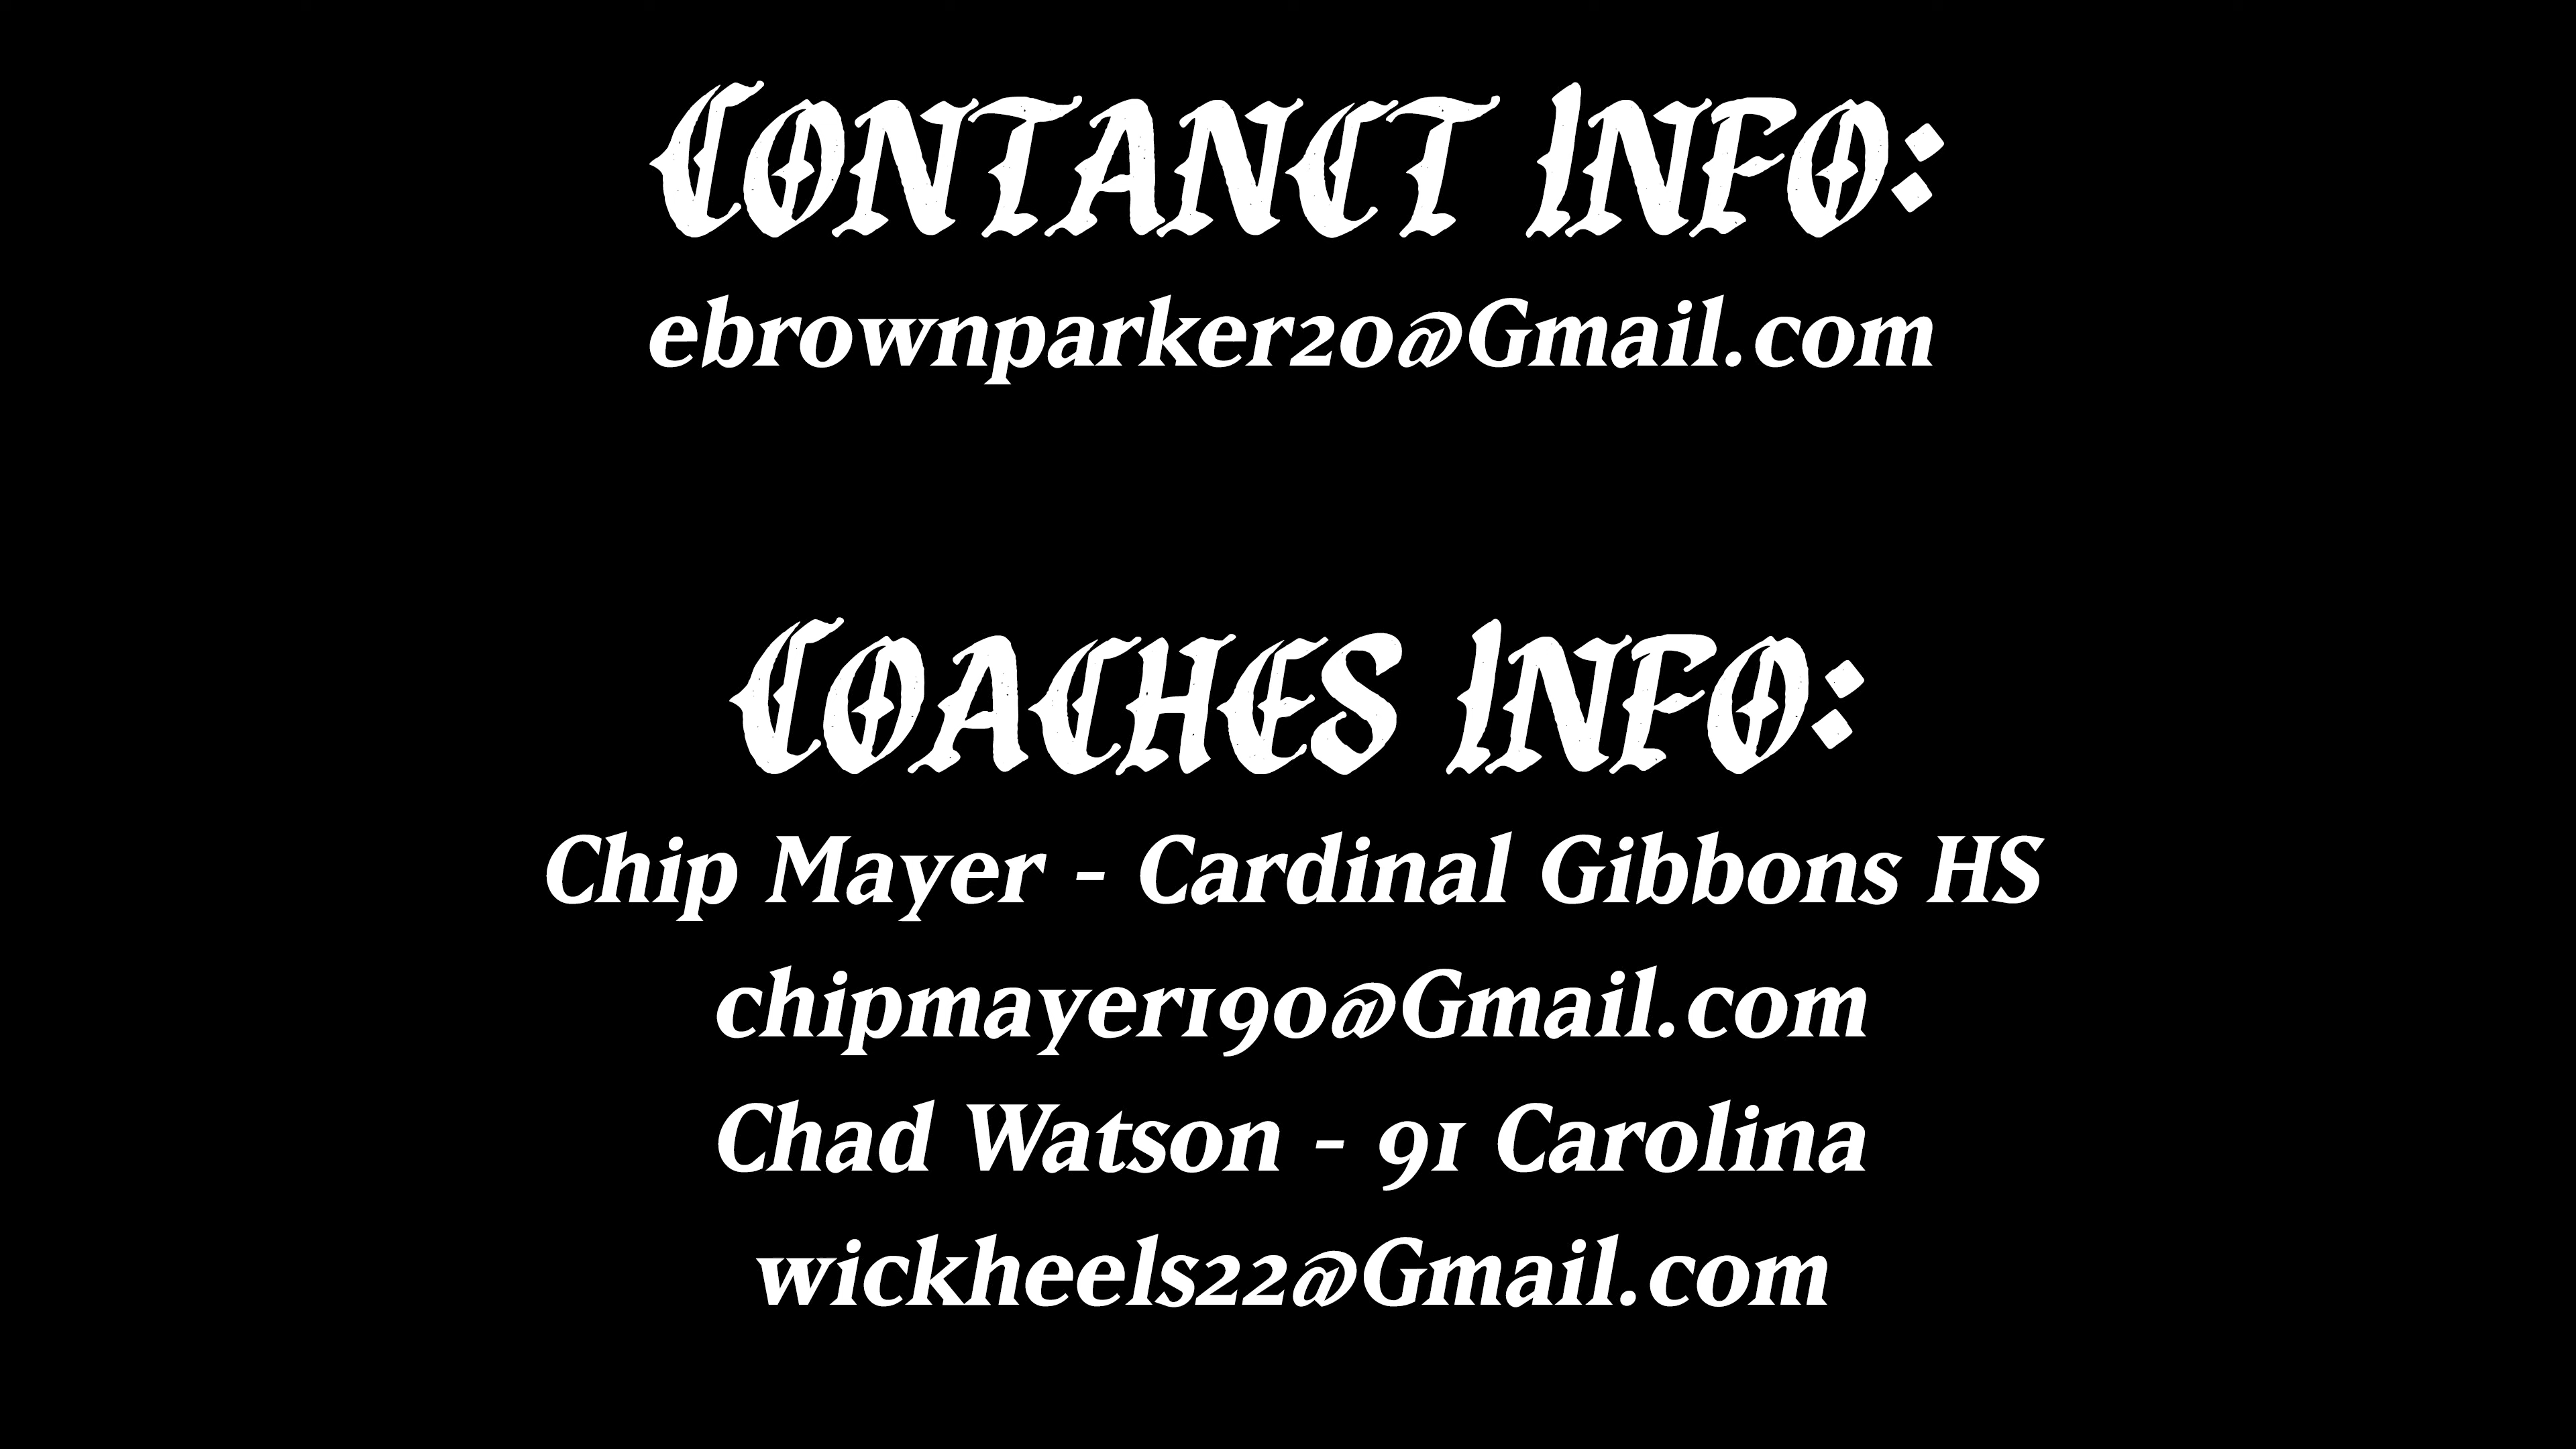 Contanct Info:
ebrownparker20@Gmail.com
Coaches Info:
Chip Mayer - Cardinal Gibbons HS
chipmayer190@Gmail.com
Chad Watson - 91 Carolina
wickheels22@Gmail.com